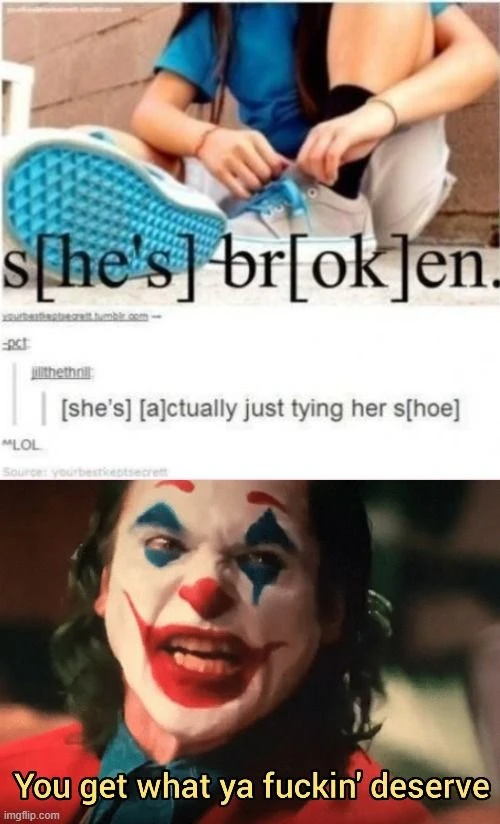 s[he's] br[ok]en.
yourbestkeptsecrett.tumblr.com
-pct:
jillthethrill:
[she's] [a]ctually just tying her s[hoe]
^^LOL.
Source: yourbestkeptsecrett
You get what ya fuckin' deserve
imgflip.com